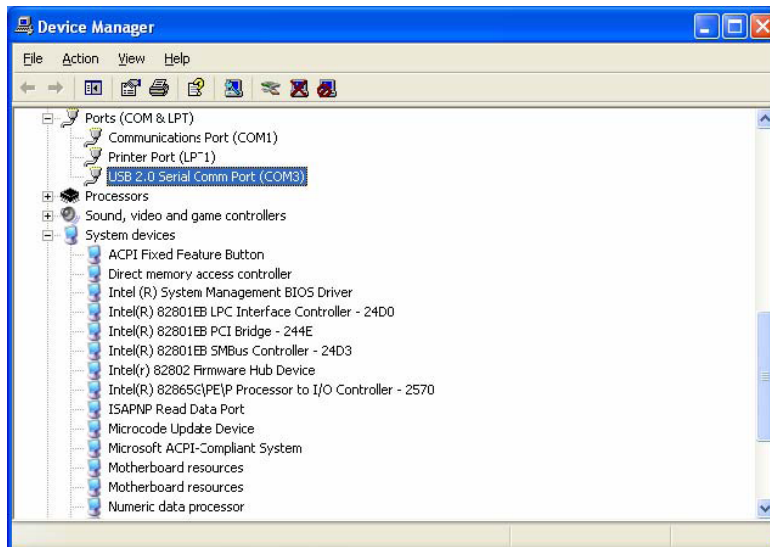 Device Manager
File Action View Help
Ports (COM & LPT)
Communications Port (COM1)
Printer Port (LPT1)
USB 2.0 Serial Comm Port (COM3)
Processors
Sound, video and game controllers
System devices
ACPI Fixed Feature Button
Direct memory access controller
Intel (R) System Management BIOS Driver
Intel(R) 82801EB LPC Interface Controller - 24D0
Intel(R) 82801EB PCI Bridge - 244E
Intel(R) 82801EB SMBus Controller - 24D3
Intel(r) 82802 Firmware Hub Device
Intel(R) 82865G\PE\P Processor to I/O Controller - 2570
ISAPNP Read Data Port
Microcode Update Device
Microsoft ACPI-Compliant System
Motherboard resources
Motherboard resources
Numeric data processor